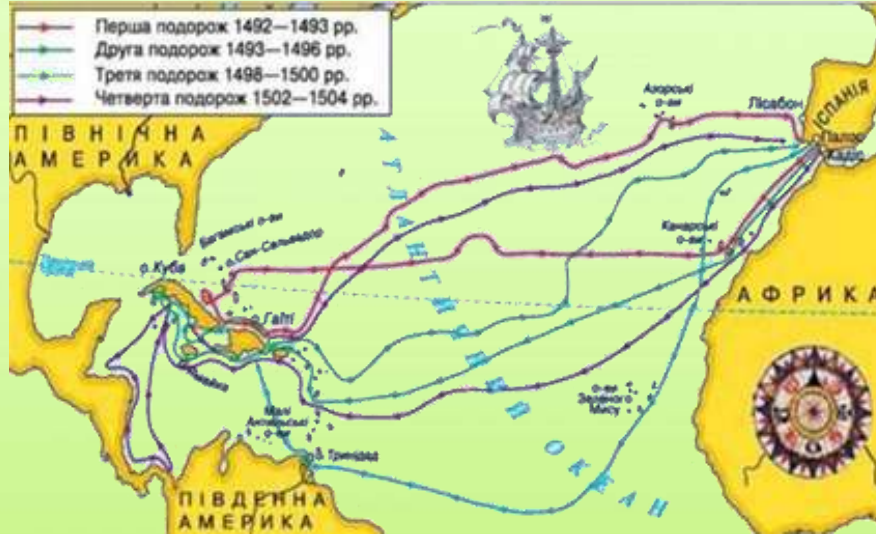 Перша подорож 1492—1493 рр.
Друга подорож 1493—1496 рр.
Третя подорож 1498—1500 рр.
Четверта подорож 1502—1504 рр.
ПІВНІЧНА
АМЕРИКА
АТЛАНТИЧНИЙ ОКЕАН
Азорські
о-ви
Лісабон
ІСПАНІЯ
Палос
Кадіс
Канарські
о-ви
Багамські о-ви
о.Сан-Сальвадор
о.Куба
о.Гаїті
АФРИКА
о-ви
Зеленого
Мису
Малі
Антильські
о-ви
о. Тринідад
ПІВДЕННА
АМЕРИКА